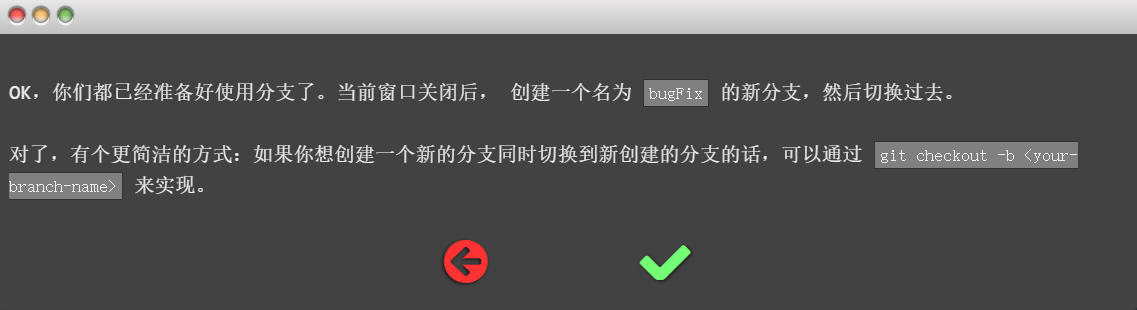 OK，你们都已经准备好使用分支了。当前窗口关闭后， 创建一个名为 bugFix 的新分支，然后切换过去。
对了，有个更简洁的方式：如果你想创建一个新的分支同时切换到新创建的分支的话，可以通过 git checkout -b <your-
branch-name> 来实现。